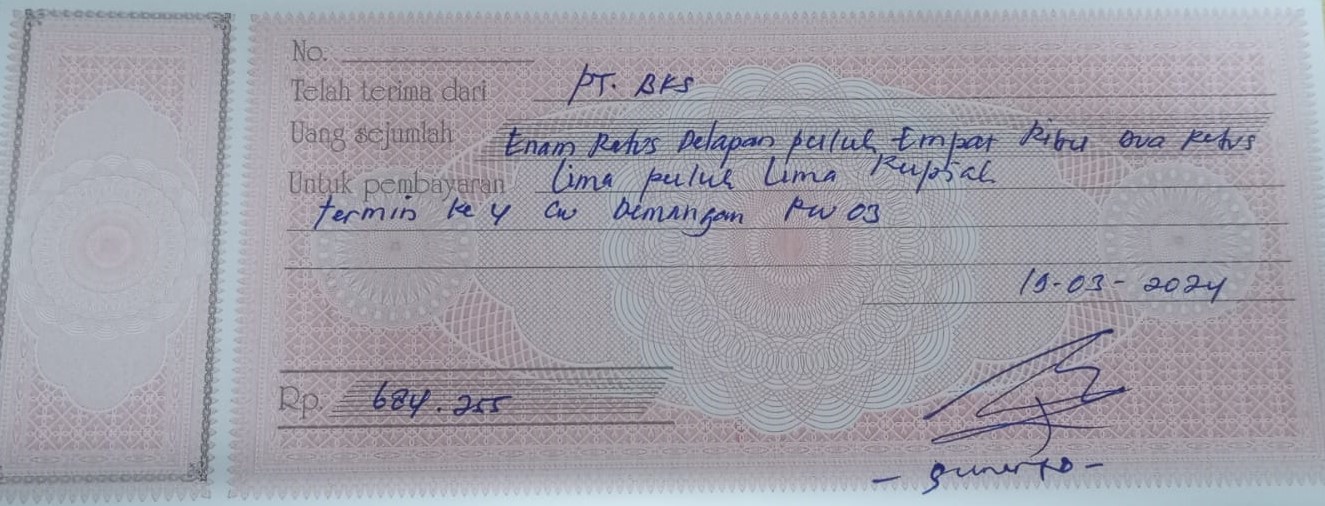 No.
Telah terima dari PT. BKS
Uang sejumlah Enam Ratus Delapan puluh Empat Ribu Dua Ratus
Untuk pembayaran Lima puluh Lima Rupiah
termin ke 4 CW Demangan RW 03
19-03-2024
Rp. 684.255
- gunarto -